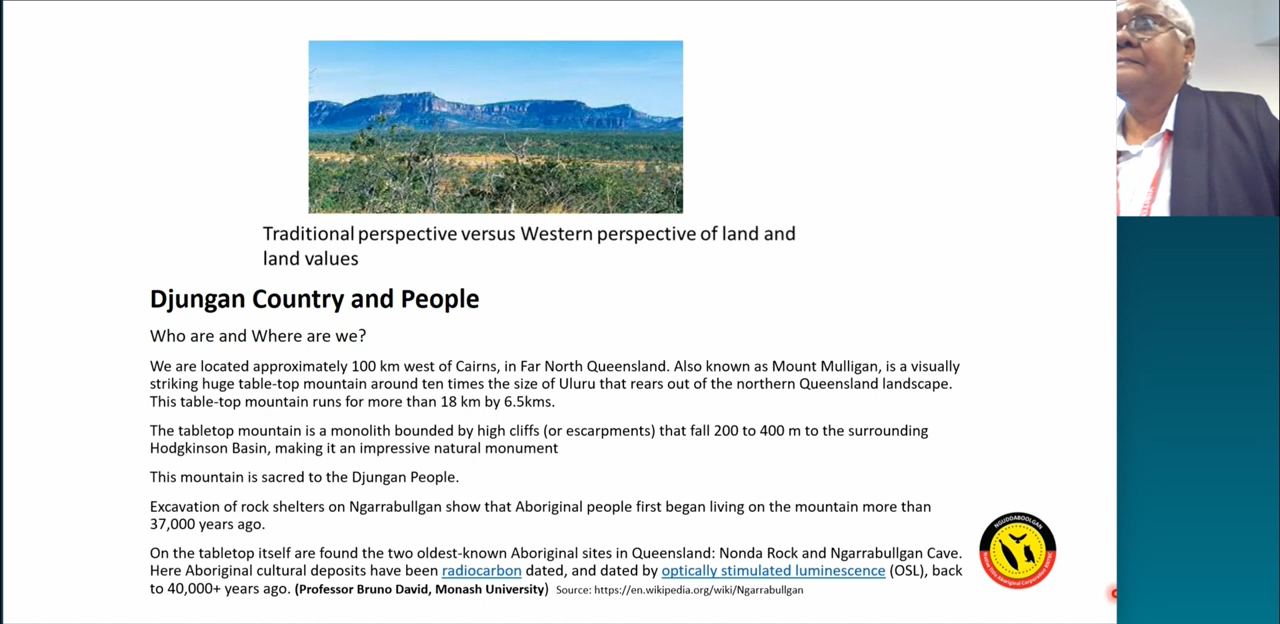 Traditional perspective versus Western perspective of land and
land values
Djungan Country and People
Who are and Where are we?
We are located approximately 100 km west of Cairns, in Far North Queensland. Also known as Mount Mulligan, is a visually
striking huge table-top mountain around ten times the size of Uluru that rears out of the northern Queensland landscape.
This table-top mountain runs for more than 18 km by 6.5kms.
The tabletop mountain is a monolith bounded by high cliffs (or escarpments) that fall 200 to 400 m to the surrounding
Hodgkinson Basin, making it an impressive natural monument
This mountain is sacred to the Djungan People.
Excavation of rock shelters on Ngarrabullgan show that Aboriginal people first began living on the mountain more than
37,000 years ago.
On the tabletop itself are found the two oldest-known Aboriginal sites in Queensland: Nonda Rock and Ngarrabullgan Cave.
Here Aboriginal cultural deposits have been radiocarbon dated, and dated by optically stimulated luminescence (OSL), back
to 40,000+ years ago. (Professor Bruno David, Monash University) Source: https://en.wikipedia.org/wiki/Ngarrabullgan
NGUDDABOOLGAN
Native Title Aboriginal Corporation RNTBC